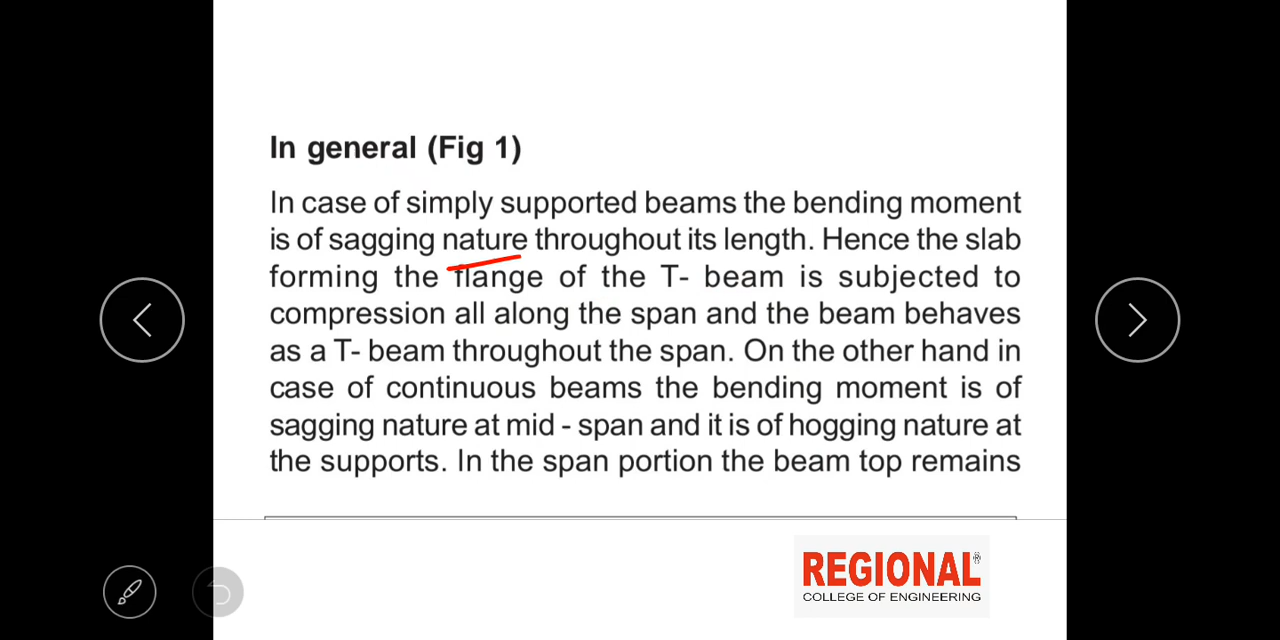 In general (Fig 1)
In case of simply supported beams the bending moment
is of sagging nature throughout its length. Hence the slab
forming the flange of the T- beam is subjected to
compression all along the span and the beam behaves
as a T- beam throughout the span. On the other hand in
case of continuous beams the bending moment is of
sagging nature at mid - span and it is of hogging nature at
the supports. In the span portion the beam top remains
REGIONAL
COLLEGE OF ENGINEERING